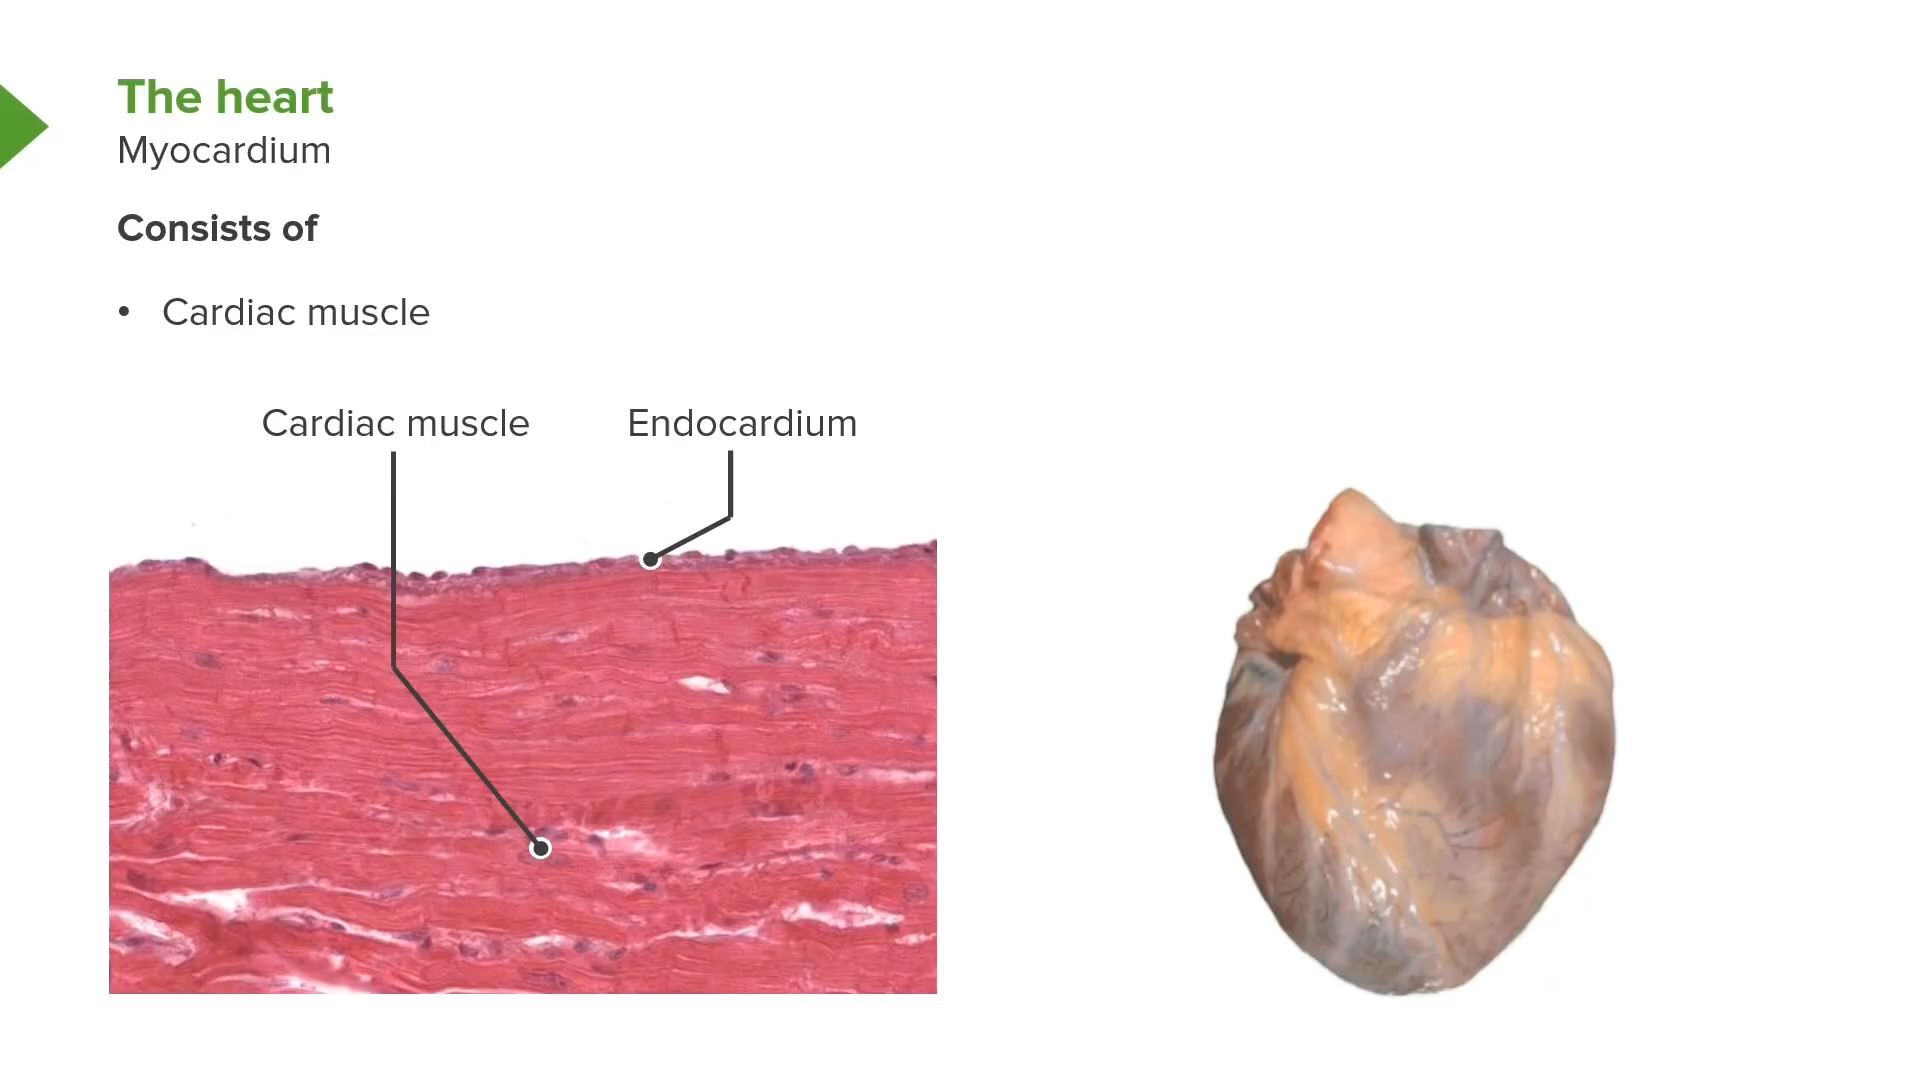 The heart
Myocardium
Consists of
• Cardiac muscle
Cardiac muscle
Endocardium